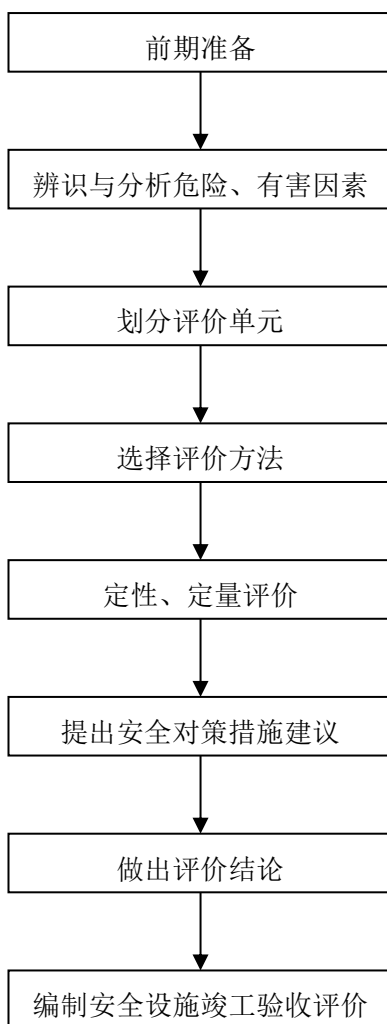 前期准备
辨识与分析危险、有害因素
划分评价单元
选择评价方法
定性、定量评价
提出安全对策措施建议
做出评价结论
编制安全设施竣工验收评价